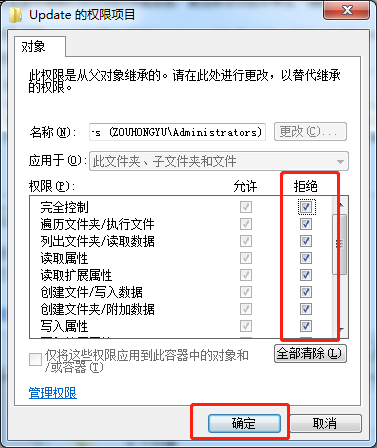 Update 的权限项目
对象
此权限是从父对象继承的。请在此处进行更改，以替代继承
的权限。
名称(N): rs (ZOUHONGYU\Administrators) 更改(C)...
应用于(O): 此文件夹、子文件夹和文件
权限(P): 允许 拒绝
完全控制
遍历文件夹/执行文件
列出文件夹/读取数据
读取属性
读取扩展属性
创建文件/写入数据
创建文件夹/附加数据
写入属性
仅将这些权限应用到此容器中的对象和
/或容器(T)
全部清除(L)
管理权限
确定 取消